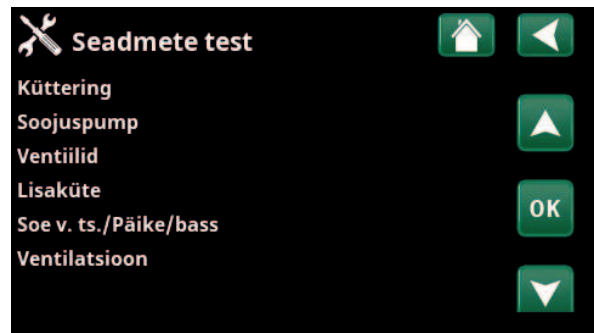 Seadmete test
Küttering
Soojuspump
Ventiilid
Lisaküte
OK
Soe v. ts./Päike/bass
Ventilatsioon